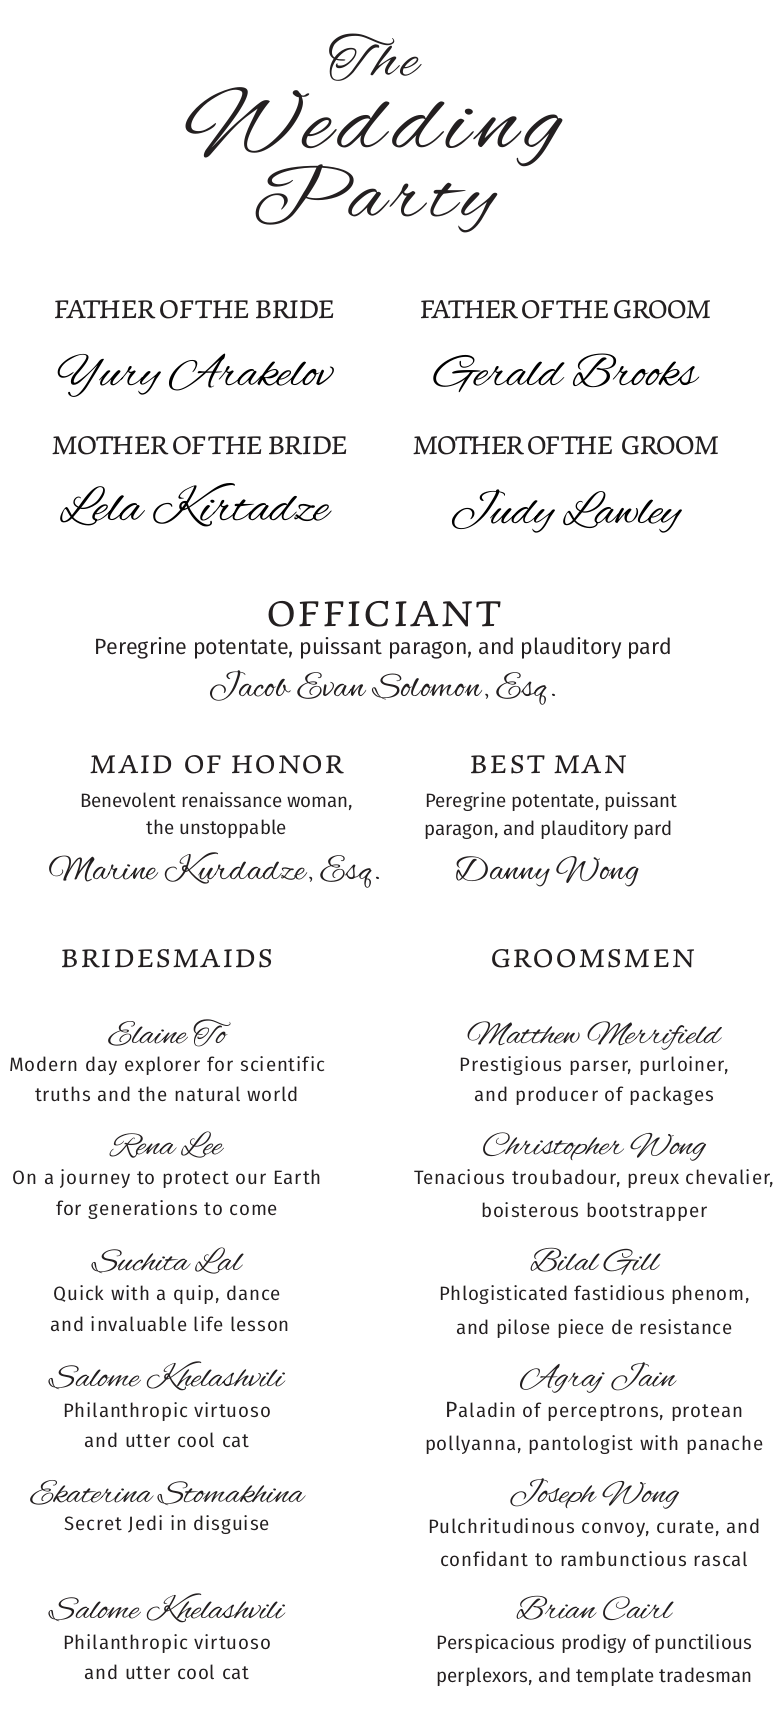 The
Wedding
Party
FATHER OF THE BRIDE
Yury Arakelov
FATHER OF THE GROOM
Gerald Brooks
MOTHER OF THE BRIDE
Lela Kirtadze
MOTHER OF THE GROOM
Judy Lawley
OFFICIANT
Peregrine potentate, puissant paragon, and plauditory pard
Jacob Evan Solomon, Esq.
MAID OF HONOR
Benevolent renaissance woman,
the unstoppable
Marine Kurdadze, Esq.
BEST MAN
Peregrine potentate, puissant
paragon, and plauditory pard
Danny Wong
BRIDESMAIDS
Elaine To
Modern day explorer for scientific
truths and the natural world
Rena Lee
On a journey to protect our Earth
for generations to come
Suchita Lal
Quick with a quip, dance
and invaluable life lesson
Salome Khelashvili
Philanthropic virtuoso
and utter cool cat
Ekaterina Stomakhina
Secret Jedi in disguise
Salome Khelashvili
Philanthropic virtuoso
and utter cool cat
GROOMSMEN
Matthew Merrifield
Prestigious parser, purloiner,
and producer of packages
Christopher Wong
Tenacious troubadour, preux chevalier,
boisterous bootstrapper
Bilal Gill
Phlogisticated fastidious phenom,
and pilose piece de resistance
Agraj Jain
Paladin of perceptrons, protean
pollyanna, pantologist with panache
Joseph Wong
Pulchritudinous convoy, curate, and
confidant to rambunctious rascal
Brian Cairl
Perspicacious prodigy of punctilious
perplexors, and template tradesman